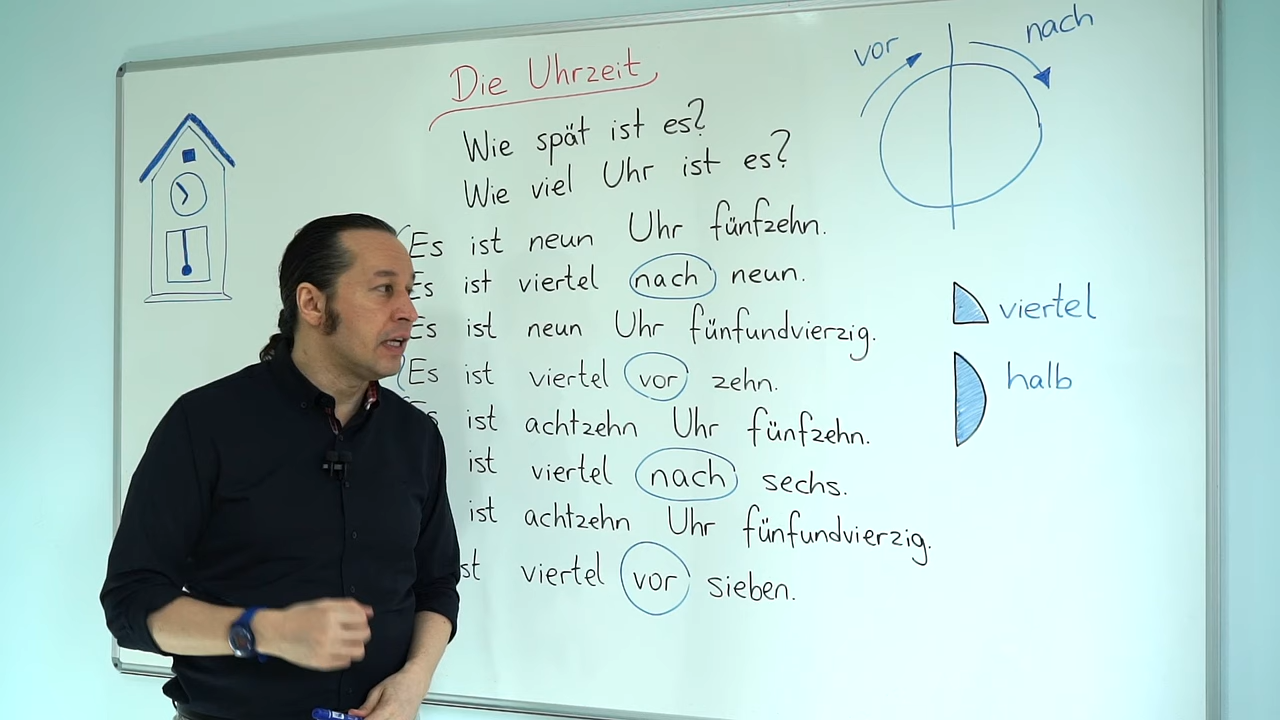 Die Uhrzeit
Wie spät ist es?
Wie viel Uhr ist es?
Es ist neun Uhr fünfzehn.
Es ist viertel nach neun.
Es ist neun Uhr fünfundvierzig.
Es ist viertel vor zehn.
Es ist achtzehn Uhr fünfzehn.
ist viertel nach sechs.
ist achtzehn Uhr fünfundvierzig.
st viertel vor sieben.
vor
nach
viertel
halb